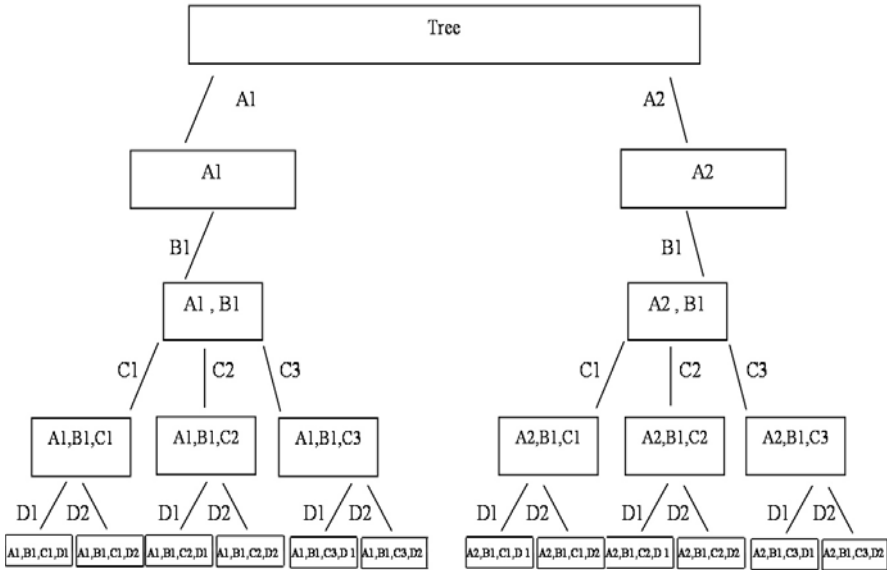 Tree
A1
A2
A1
A2
B1
B1
A1 , B1
A2 , B1
C1
C2
C3
C1
C2
C3
A1,B1,C1
A1,B1,C2
A1,B1,C3
A2,B1,C1
A2,B1,C2
A2,B1,C3
D1
D2
D1
D2
D1
D2
D1
D2
D1
D2
D1
D2
A1,B1,C1,D1
A1,B1,C1,D2
A1,B1,C2,D1
A1,B1,C2,D2
A1,B1,C3,D 1
A1,B1,C3,D2
A2,B1,C1,D 1
A2,B1,C1,D2
A2,B1,C2,D 1
A2,B1,C2,D2
A2,B1,C3,D1
A2,B1,C3,D2